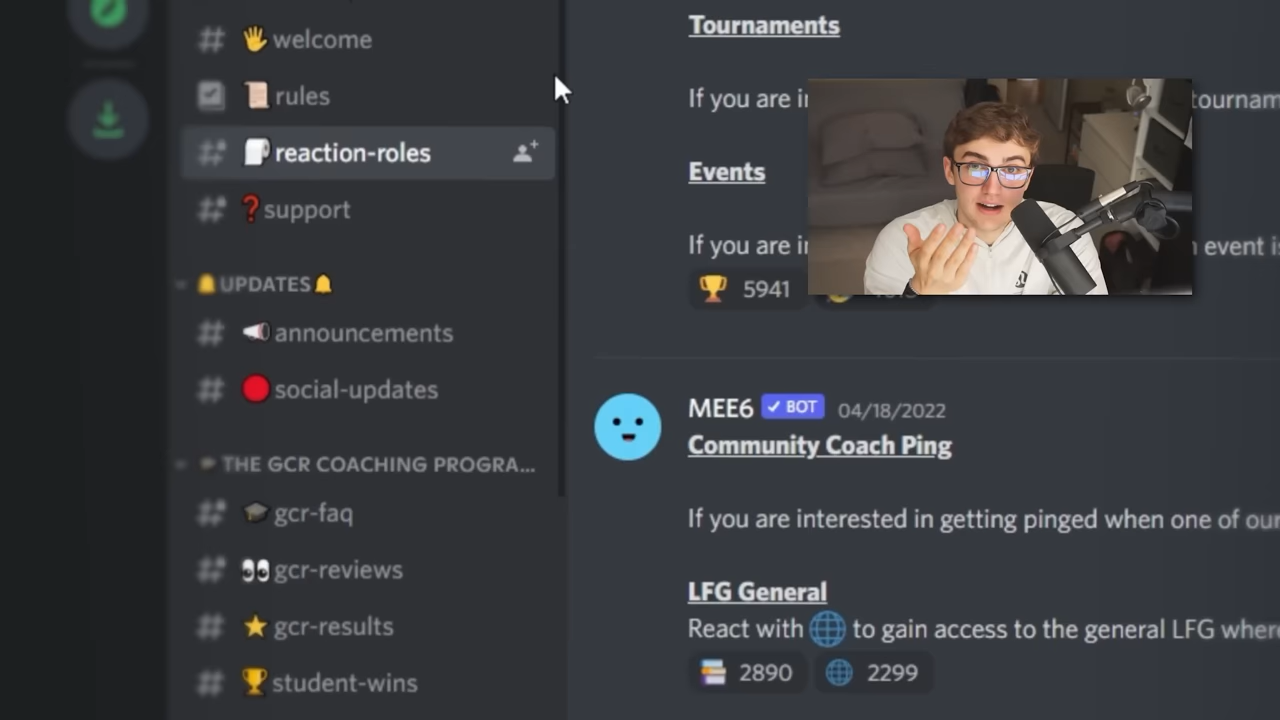 welcome
rules
reaction-roles
support
UPDATES
announcements
social-updates
THE GCR COACHING PROGRA...
gcr-faq
gcr-reviews
gcr-results
student-wins
Tournaments
If you are in tournam
Events
If you are in event i
5941
MEE6 BOT 04/18/2022
Community Coach Ping
If you are interested in getting pinged when one of our
LFG General
React with to gain access to the general LFG where
2890 2299